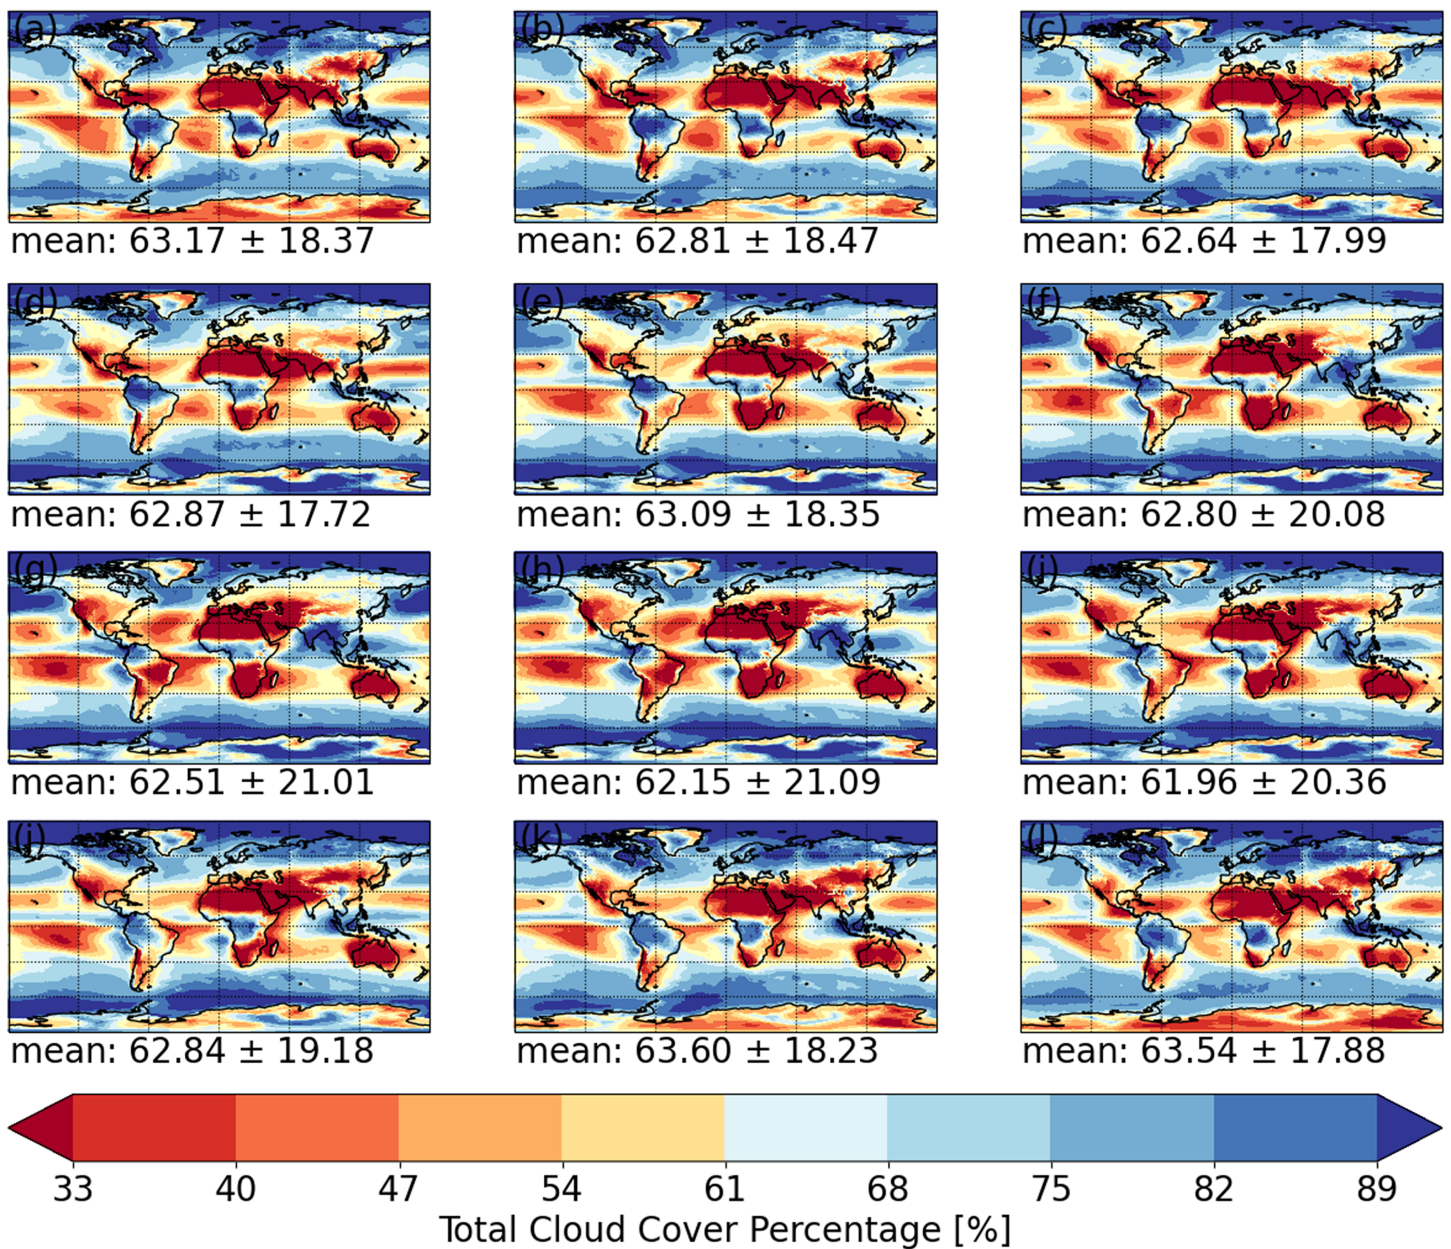 (a) (b) (c)
mean: 63.17 ± 18.37 mean: 62.81 ± 18.47 mean: 62.64 ± 17.99
(d) (e) (f)
mean: 62.87 ± 17.72 mean: 63.09 ± 18.35 mean: 62.80 ± 20.08
(g) (h) (i)
mean: 62.51 ± 21.01 mean: 62.15 ± 21.09 mean: 61.96 ± 20.36
(j) (k) (l)
mean: 62.84 ± 19.18 mean: 63.60 ± 18.23 mean: 63.54 ± 17.88
33 40 47 54 61 68 75 82 89
Total Cloud Cover Percentage [%]